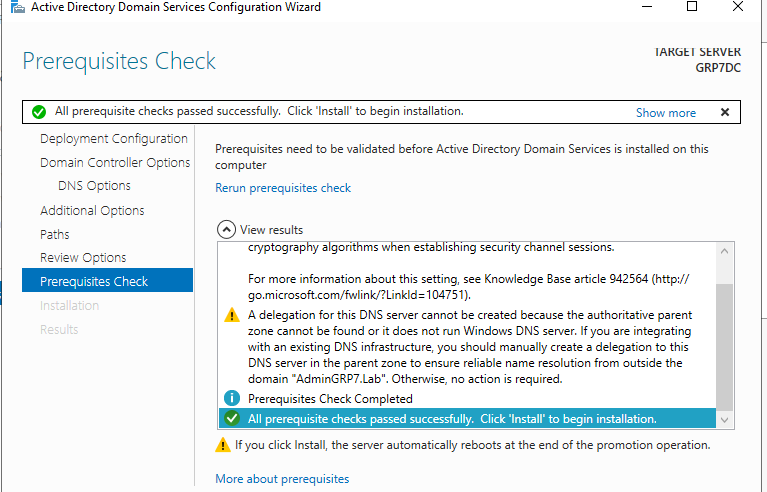 Active Directory Domain Services Configuration Wizard
Prerequisites Check
TARGET SERVER
GRP7DC
All prerequisite checks passed successfully.  Click 'Install' to begin installation.
Show more
Deployment Configuration
Domain Controller Options
DNS Options
Additional Options
Paths
Review Options
Prerequisites Check
Installation
Results
Prerequisites need to be validated before Active Directory Domain Services is installed on this
computer
Rerun prerequisites check
View results
cryptography algorithms when establishing security channel sessions.
For more information about this setting, see Knowledge Base article 942564 (http://
go.microsoft.com/fwlink/?LinkId=104751).
A delegation for this DNS server cannot be created because the authoritative parent
zone cannot be found or it does not run Windows DNS server. If you are integrating
with an existing DNS infrastructure, you should manually create a delegation to this
DNS server in the parent zone to ensure reliable name resolution from outside the
domain "AdminGRP7.Lab". Otherwise, no action is required.
Prerequisites Check Completed
All prerequisite checks passed successfully.  Click 'Install' to begin installation.
If you click Install, the server automatically reboots at the end of the promotion operation.
More about prerequisites